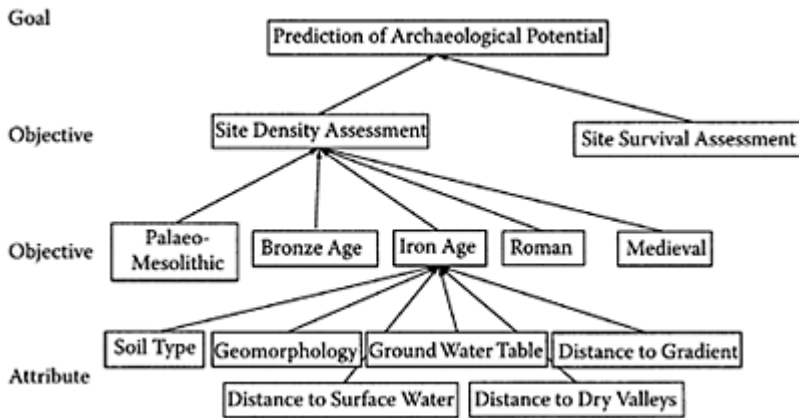 Goal
Prediction of Archaeological Potential
Objective
Site Density Assessment
Site Survival Assessment
Objective
Palaeo-
Mesolithic
Bronze Age
Iron Age
Roman
Medieval
Attribute
Soil Type
Geomorphology
Ground Water Table
Distance to Gradient
Distance to Surface Water
Distance to Dry Valleys